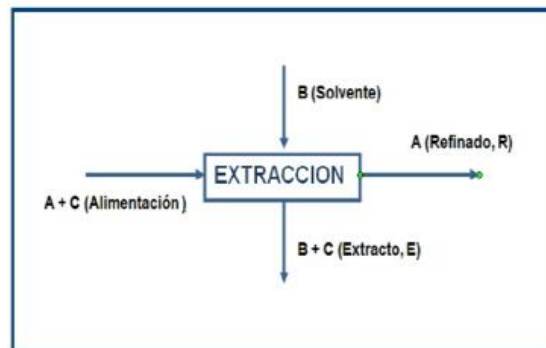 B (Solvente)
A (Refinado, R)
EXTRACCION
A + C (Alimentación )
B + C (Extracto, E)